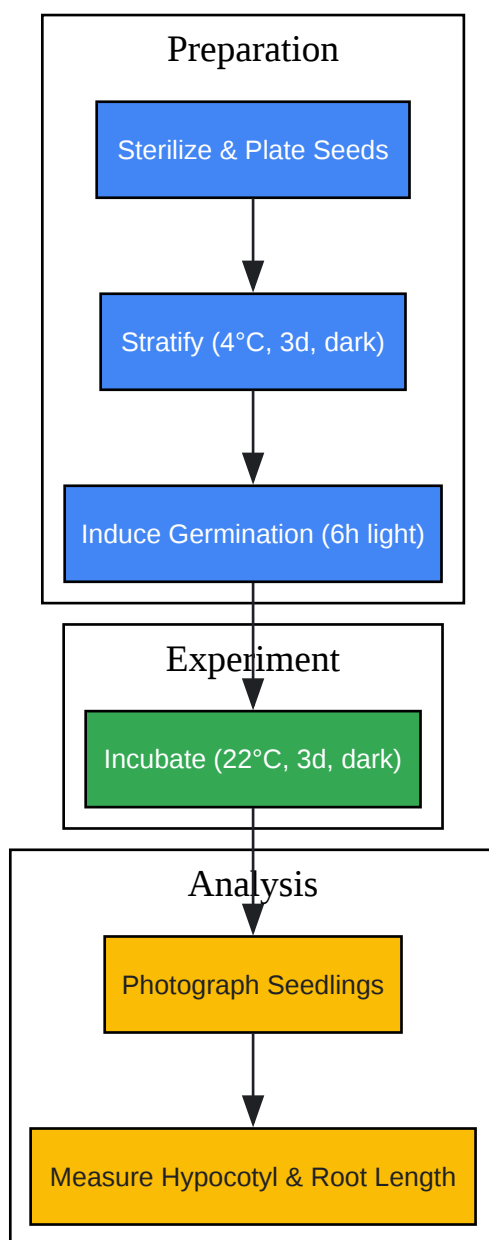 Preparation
Sterilize & Plate Seeds
Stratify (4°C, 3d, dark)
Induce Germination (6h light)
Experiment
Incubate (22°C, 3d, dark)
Analysis
Photograph Seedlings
Measure Hypocotyl & Root Length